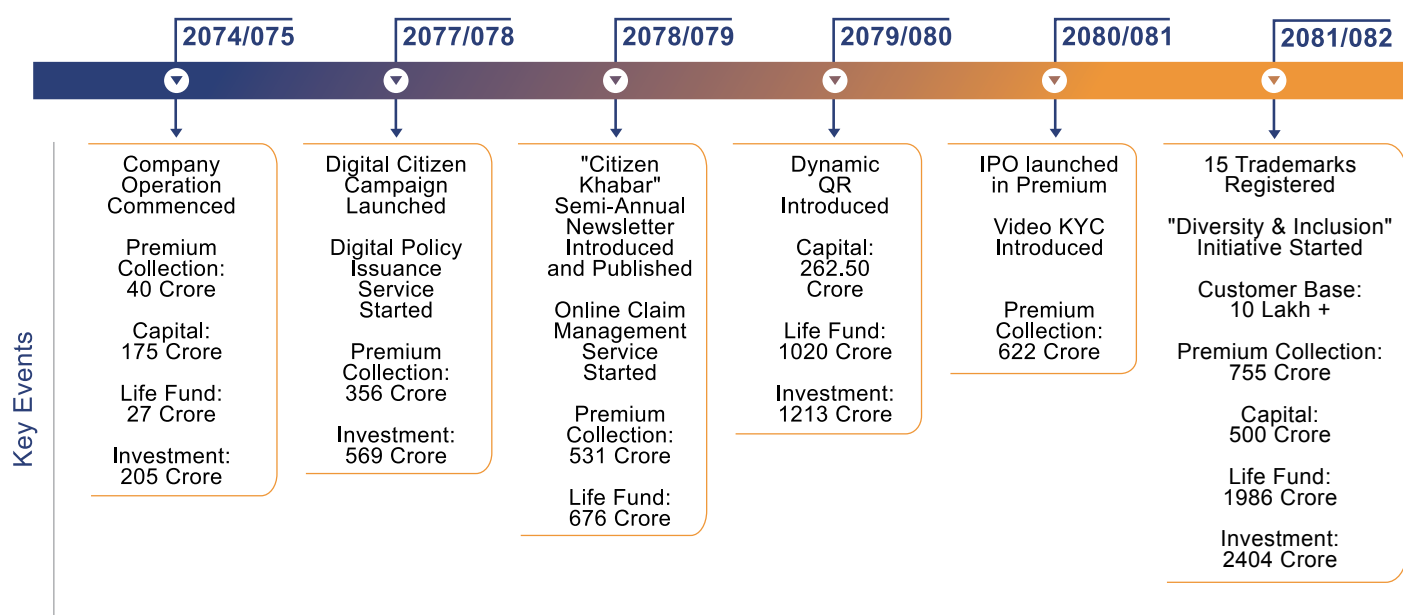 2074/075
2077/078
2078/079
2079/080
2080/081
2081/082
Key Events
Company
Operation
Commenced
Premium
Collection:
40 Crore
Capital:
175 Crore
Life Fund:
27 Crore
Investment:
205 Crore
Digital Citizen
Campaign
Launched
Digital Policy
Issuance
Service
Started
Premium
Collection:
356 Crore
Investment:
569 Crore
"Citizen
Khabar"
Semi-Annual
Newsletter
Introduced
and Published
Online Claim
Management
Service
Started
Premium
Collection:
531 Crore
Life Fund:
676 Crore
Dynamic
QR
Introduced
Capital:
262.50
Crore
Life Fund:
1020 Crore
Investment:
1213 Crore
IPO launched
in Premium
Video KYC
Introduced
Premium
Collection:
622 Crore
15 Trademarks
Registered
"Diversity & Inclusion"
Initiative Started
Customer Base:
10 Lakh +
Premium Collection:
755 Crore
Capital:
500 Crore
Life Fund:
1986 Crore
Investment:
2404 Crore